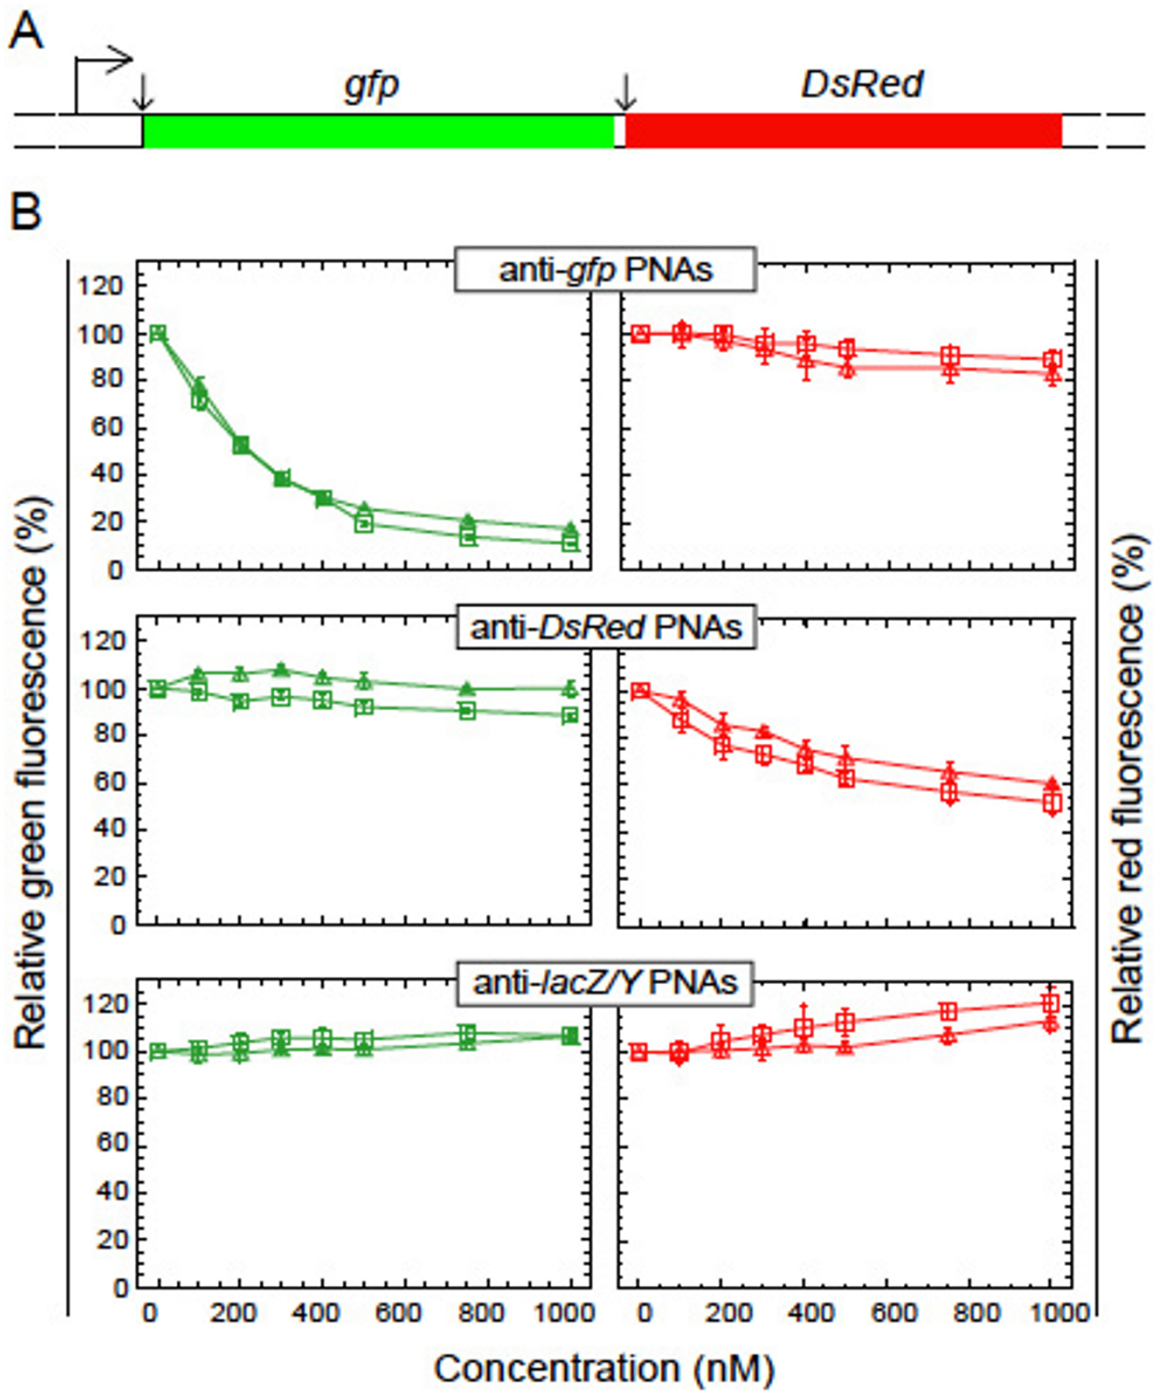 A
gfp DsRed
B
anti-gfp PNAs
120
100
80
60
40
20
0
anti-DsRed PNAs
120
100
80
60
40
20
0
anti-lacZ/Y PNAs
120
100
80
60
40
20
0
0 200 400 600 800 1000 0 200 400 600 800 1000
Concentration (nM)
Relative green fluorescence (%)
Relative red fluorescence (%)